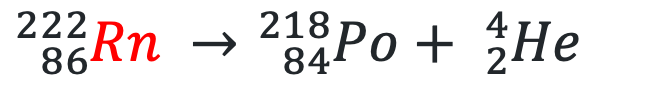 ²²²₈₆Rn → ²¹⁸₈₄Po + ⁴₂He